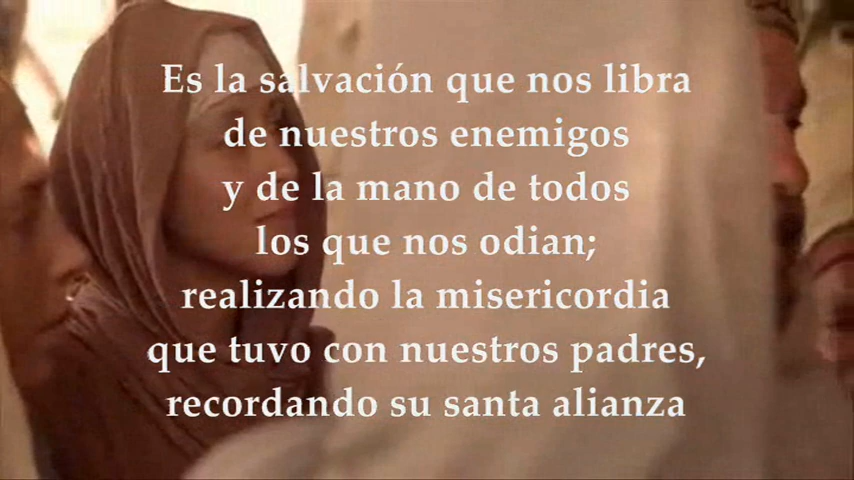 Es la salvación que nos libra
de nuestros enemigos
y de la mano de todos
los que nos odian;
realizando la misericordia
que tuvo con nuestros padres,
recordando su santa alianza